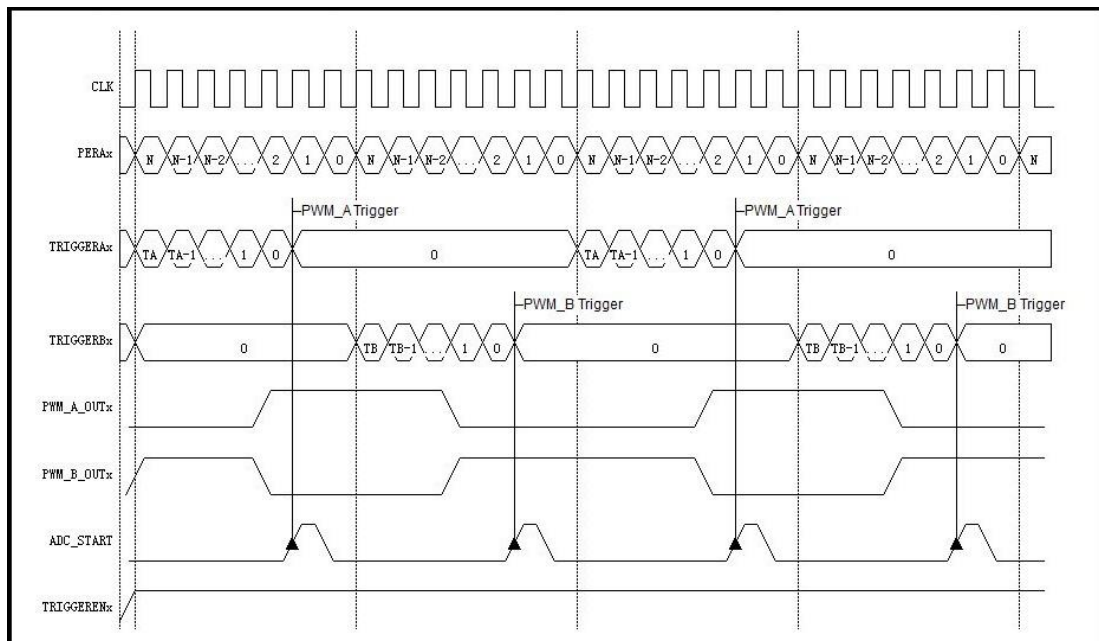 CLK
PERAx N N-1 N-2 ... 2 1 0 N N-1 N-2 ... 2 1 0 N N-1 N-2 ... 2 1 0 N N-1 N-2 ... 2 1 0 N
PWM_A Trigger PWM_A Trigger
TRIGGERAx TA TA-1 ... 1 0 0 TA TA-1 ... 1 0 0
PWM_B Trigger PWM_B Trigger
TRIGGERBx 0 TB TB-1 ... 1 0 0 TB TB-1 ... 1 0 0
PWM_A_OUTx
PWM_B_OUTx
ADC_START
TRIGGERENx